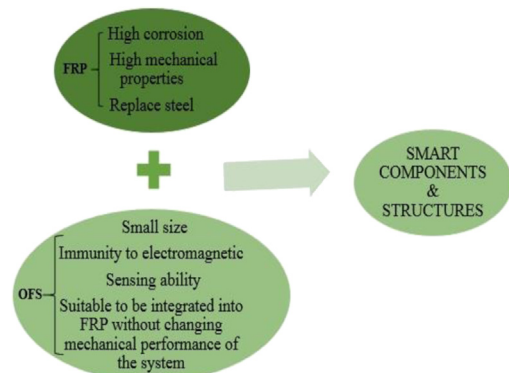 High corrosion
FRP
High mechanical
properties
Replace steel
SMART
COMPONENTS
&
STRUCTURES
Small size
Immunity to electromagnetic
Sensing ability
OFS
Suitable to be integrated into
FRP without changing
mechanical performance of
the system